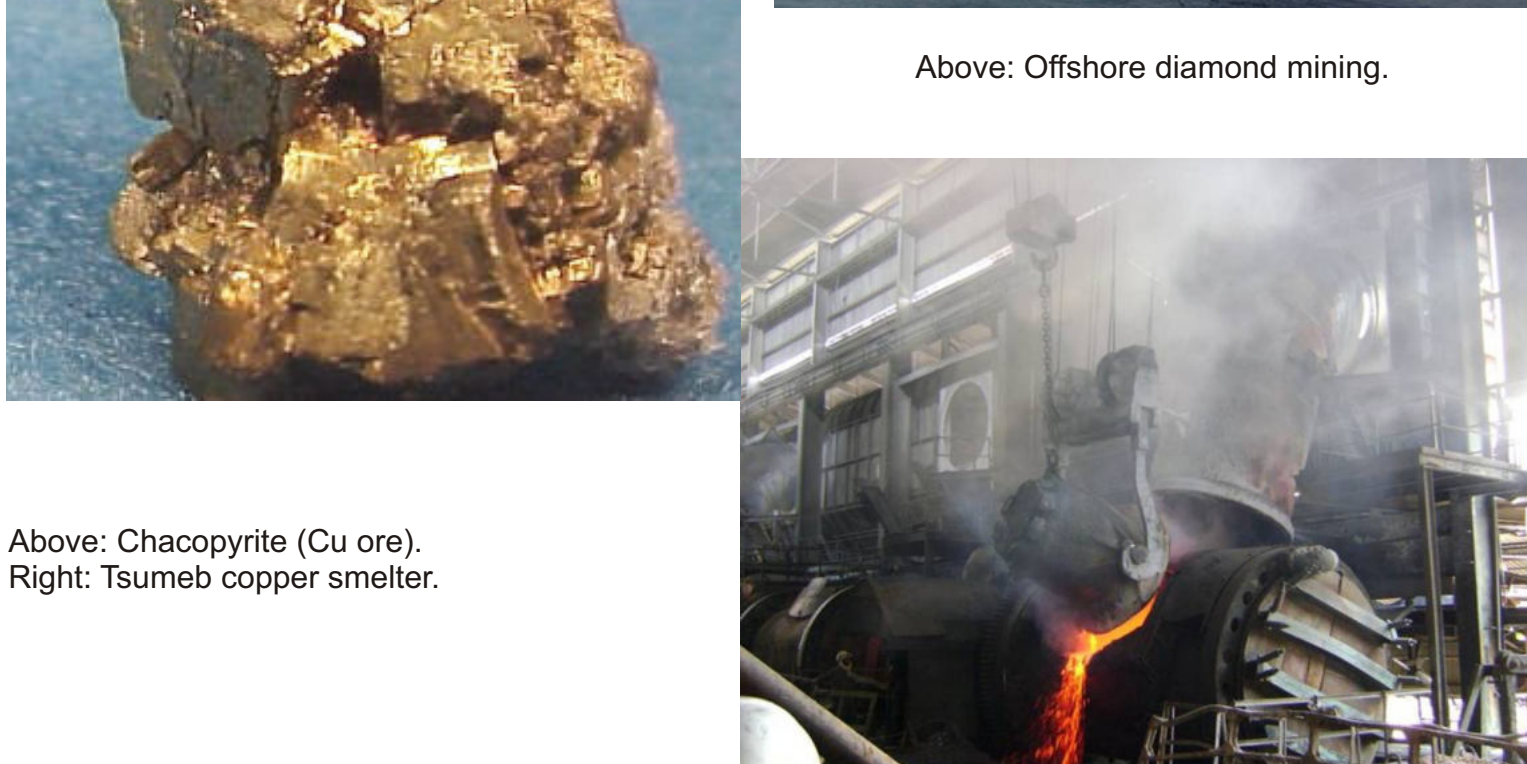 Above: Offshore diamond mining.
Above: Chacopyrite (Cu ore).
Right: Tsumeb copper smelter.